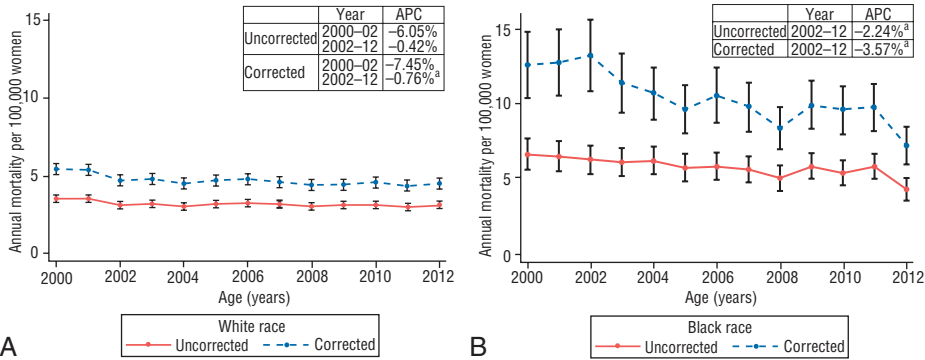 A
Annual mortality per 100,000 women
15
10
5
0
Year APC
Uncorrected 2000–02 –6.05%
2002–12 –0.42%
Corrected 2000–02 –7.45%
2002–12 –0.76%a
2000 2002 2004 2006 2008 2010 2012
Age (years)
White race
Uncorrected Corrected
B
Annual mortality per 100,000 women
15
10
5
0
Year APC
Uncorrected 2002–12 –2.24%a
Corrected 2002–12 –3.57%a
2000 2002 2004 2006 2008 2010 2012
Age (years)
Black race
Uncorrected Corrected